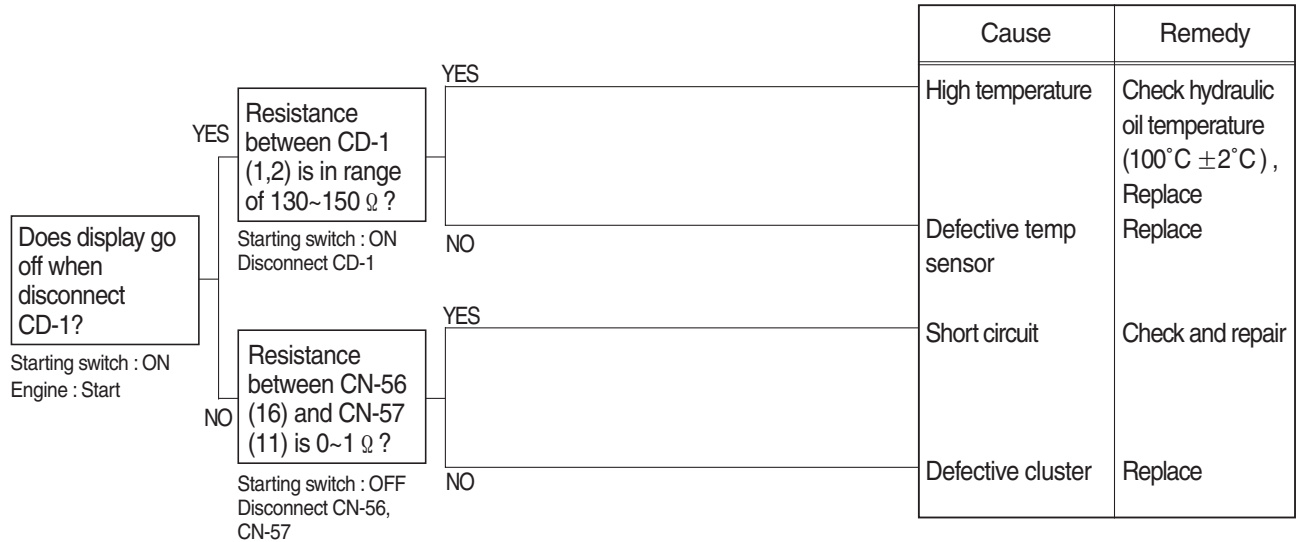 Does display go
off when
disconnect
CD-1?
Starting switch : ON
Engine : Start
YES
Resistance
between CD-1
(1,2) is in range
of 130~150 Ω ?
Starting switch : ON
Disconnect CD-1
YES
NO
NO
Resistance
between CN-56
(16) and CN-57
(11) is 0~1 Ω ?
Starting switch : OFF
Disconnect CN-56,
CN-57
YES
NO
Cause
Remedy
High temperature
Check hydraulic
oil temperature
(100˚C ±2˚C) ,
Replace
Defective temp
sensor
Replace
Short circuit
Check and repair
Defective cluster
Replace